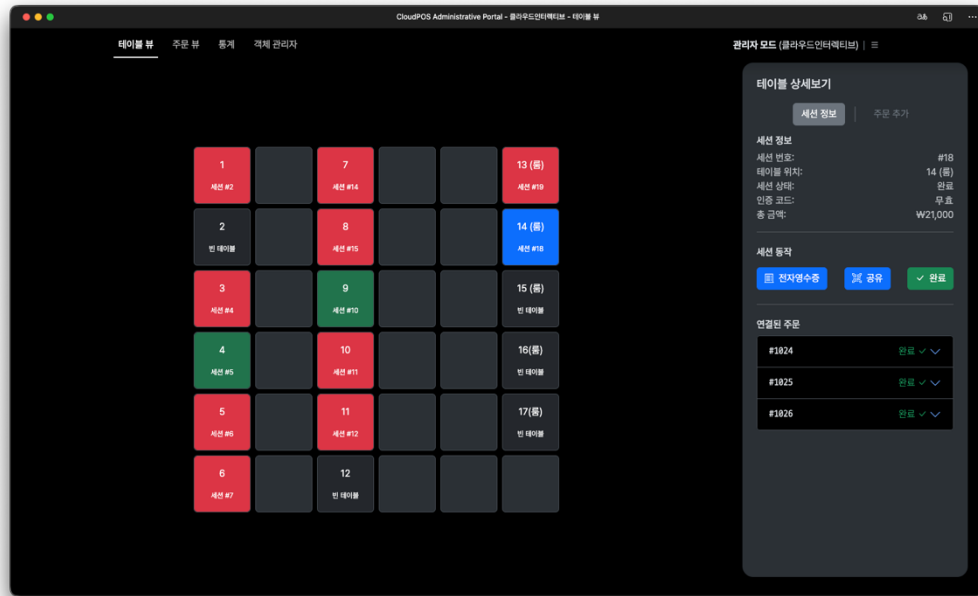 CloudPOS Administrative Portal - 클라우드인터렉티브 - 테이블 뷰
테이블 뷰 주문 뷰 통계 객체 관리자
관리자 모드 (클라우드인터렉티브) | ☰
1
세션 #2
7
세션 #14
13 (룸)
세션 #19
2
빈 테이블
8
세션 #15
14 (룸)
세션 #18
3
세션 #4
9
세션 #10
15 (룸)
빈 테이블
4
세션 #5
10
세션 #11
16(룸)
빈 테이블
5
세션 #6
11
세션 #12
17(룸)
빈 테이블
6
세션 #7
12
빈 테이블
테이블 상세보기
세션 정보 | 주문 추가
세션 정보
세션 번호: #18
테이블 위치: 14 (룸)
세션 상태: 완료
인증 코드: 무효
총 금액: ₩21,000
세션 동작
전자영수증 공유 완료
연결된 주문
#1024 완료
#1025 완료
#1026 완료